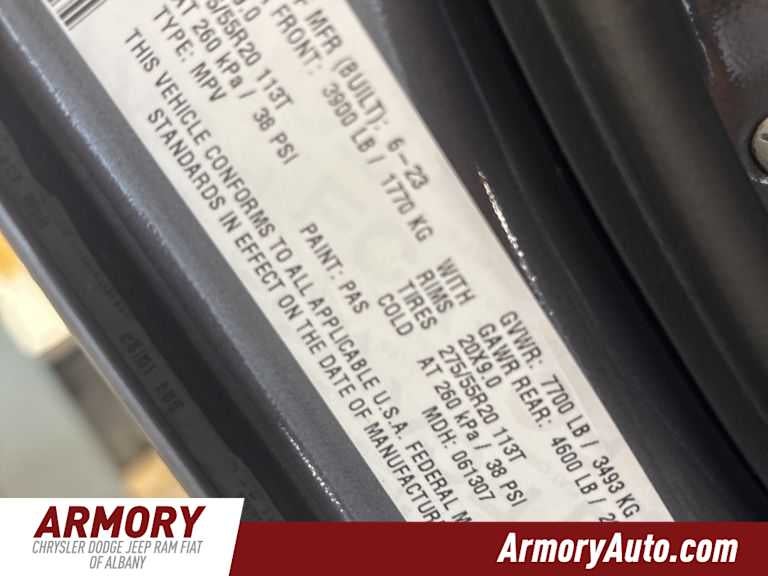 MFR (BUILT): 6-23
GVWR: 7700 LB / 3493 KG
FRONT: 3900 LB / 1770 KG
WITH
GAWR REAR: 4600 LB /
RIMS
20X9.0
55R20 113T
TIRES
275/55R20 113T
AT 260 kPa / 38 PSI
COLD
AT 260 kPa / 38 PSI
TYPE: MPV
PAINT: PAS
MDH: 061307
THIS VEHICLE CONFORMS TO ALL APPLICABLE U.S.A. FEDERAL
STANDARDS IN EFFECT ON THE DATE OF
ARMORY
CHRYSLER DODGE JEEP RAM FIAT
OF ALBANY
ArmoryAuto.com